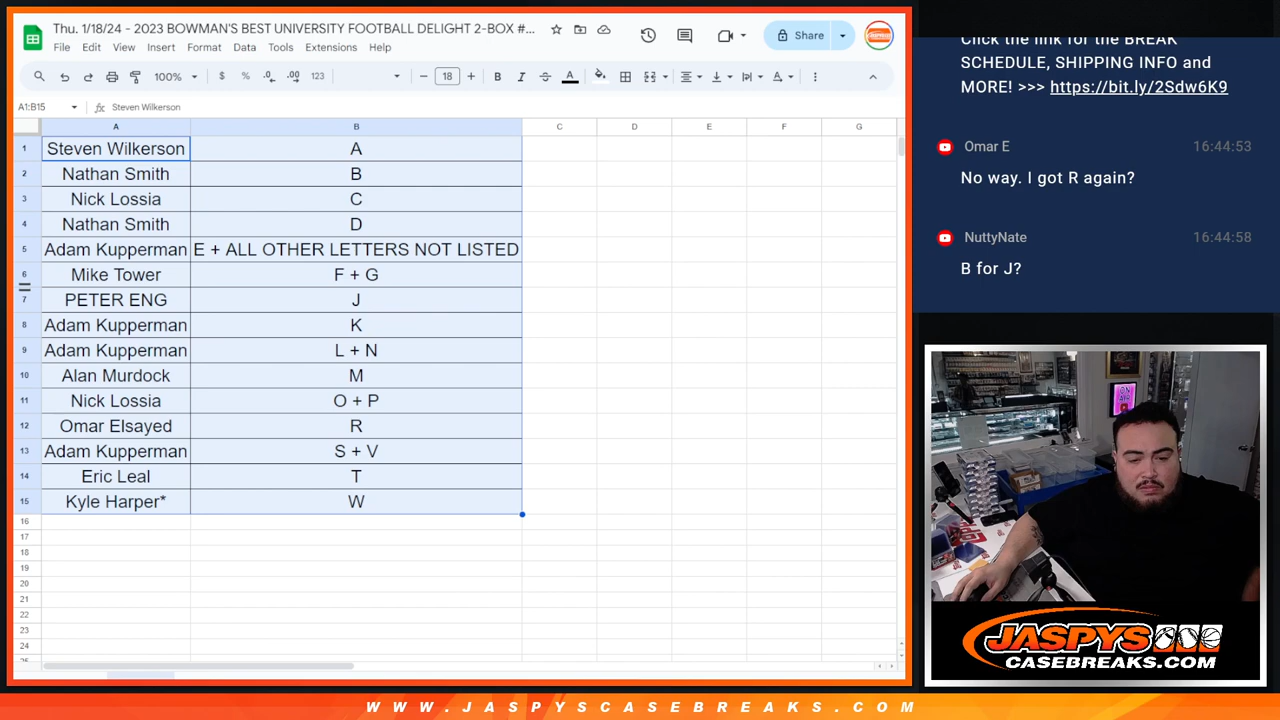 Thu. 1/18/24 - 2023 BOWMAN'S BEST UNIVERSITY FOOTBALL DELIGHT 2-BOX #...
File Edit View Insert Format Data Tools Extensions Help
Share
100% $ % .0 .00 123 18 B I A
A1:B15 fx Steven Wilkerson
A B C D E F G
1 Steven Wilkerson A
2 Nathan Smith B
3 Nick Lossia C
4 Nathan Smith D
5 Adam Kupperman E + ALL OTHER LETTERS NOT LISTED
6 Mike Tower F + G
7 PETER ENG J
8 Adam Kupperman K
9 Adam Kupperman L + N
10 Alan Murdock M
11 Nick Lossia O + P
12 Omar Elsayed R
13 Adam Kupperman S + V
14 Eric Leal T
15 Kyle Harper* W
16
17
18
19
20
21
22
23
24
25
Click the link for the BREAK
SCHEDULE, SHIPPING INFO and
MORE! >>> https://bit.ly/2Sdw6K9
Omar E 16:44:53
No way. I got R again?
NuttyNate 16:44:58
B for J?
ON
AIR
JASPYS
CASEBREAKS.COM
WWW.JASPYSCASEBREAKS.COM